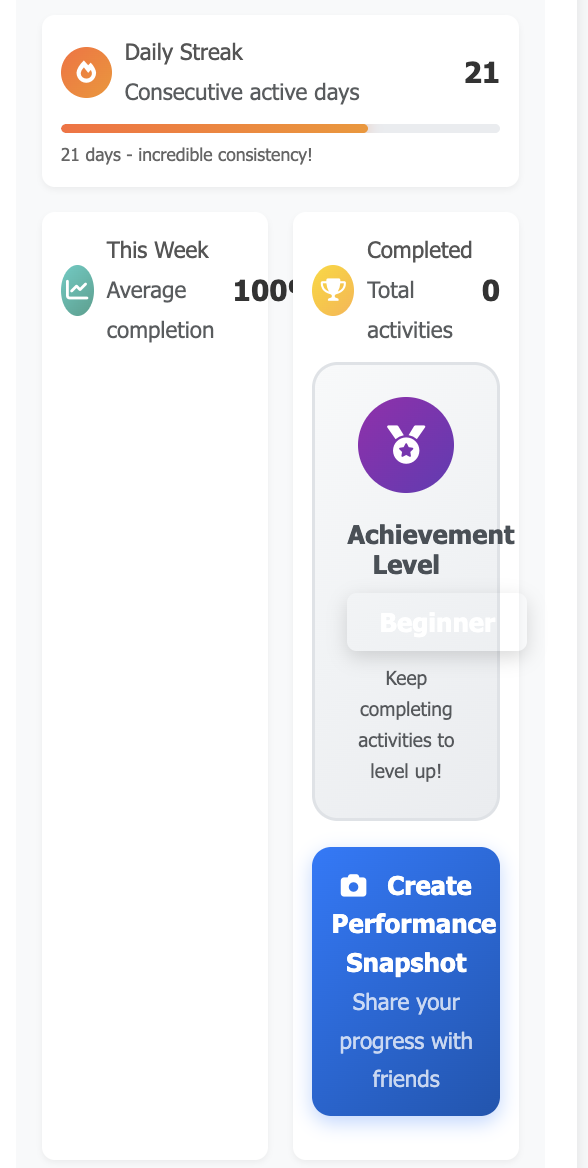 Daily Streak
Consecutive active days
21
21 days - incredible consistency!
This Week
Average
completion
100
Completed
Total
activities
0
Achievement
Level
Beginner
Keep
completing
activities to
level up!
Create
Performance
Snapshot
Share your
progress with
friends